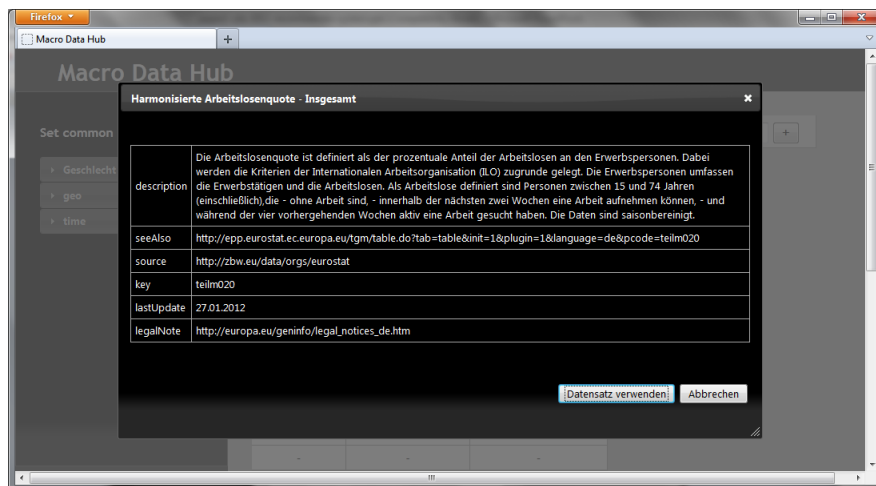 Firefox
Macro Data Hub
+
Macro Data Hub
Harmonisierte Arbeitslosenquote - Insgesamt
Set common
+
Geschlecht
geo
time
description
Die Arbeitslosenquote ist definiert als der prozentuale Anteil der Arbeitslosen an den Erwerbspersonen. Dabei
werden die Kriterien der Internationalen Arbeitsorganisation (ILO) zugrunde gelegt. Die Erwerbspersonen umfassen
die Erwerbstätigen und die Arbeitslosen. Als Arbeitslose definiert sind Personen zwischen 15 und 74 Jahren
(einschließlich),die - ohne Arbeit sind, - innerhalb der nächsten zwei Wochen eine Arbeit aufnehmen können, - und
während der vier vorhergehenden Wochen aktiv eine Arbeit gesucht haben. Die Daten sind saisonbereinigt.
seeAlso http://epp.eurostat.ec.europa.eu/tgm/table.do?tab=table&init=1&plugin=1&language=de&pcode=teilm020
source http://zbw.eu/data/orgs/eurostat
key teilm020
lastUpdate 27.01.2012
legalNote http://europa.eu/geninfo/legal_notices_de.htm
Datensatz verwenden Abbrechen
- - -